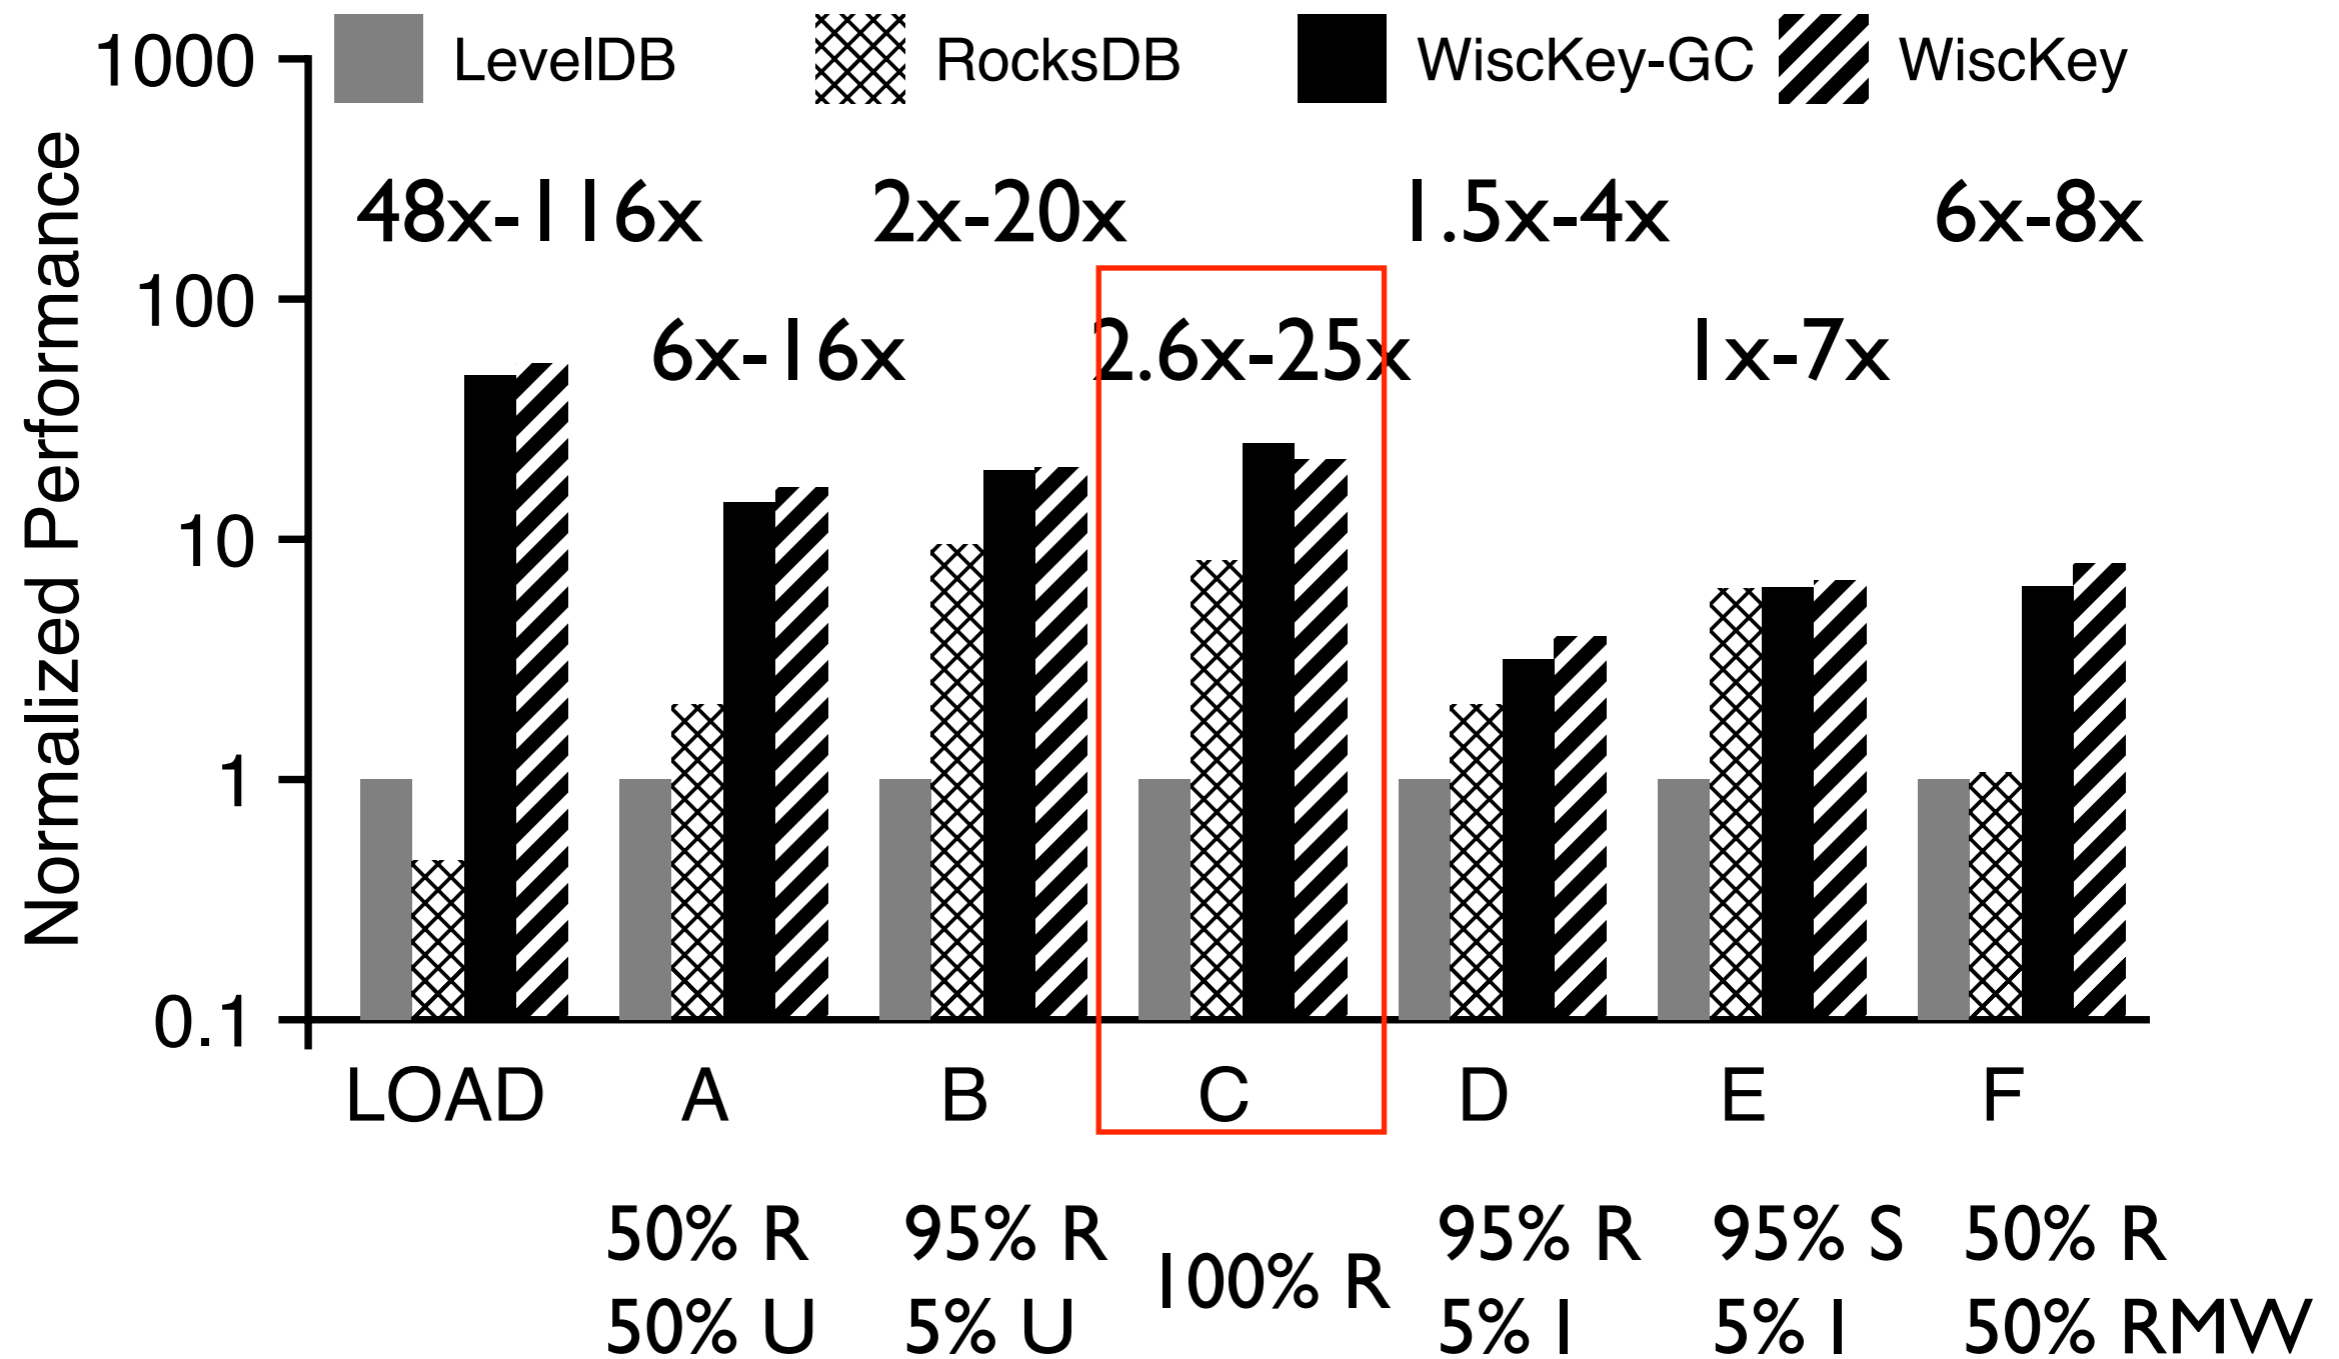 LevelDB RocksDB WiscKey-GC WiscKey
Normalized Performance
1000
100
10
1
0.1
48x-116x 2x-20x 1.5x-4x 6x-8x
6x-16x 2.6x-25x 1x-7x
LOAD A B C D E F
50% R 95% R 100% R 95% R 95% S 50% R
50% U 5% U 5% I 5% I 50% RMW